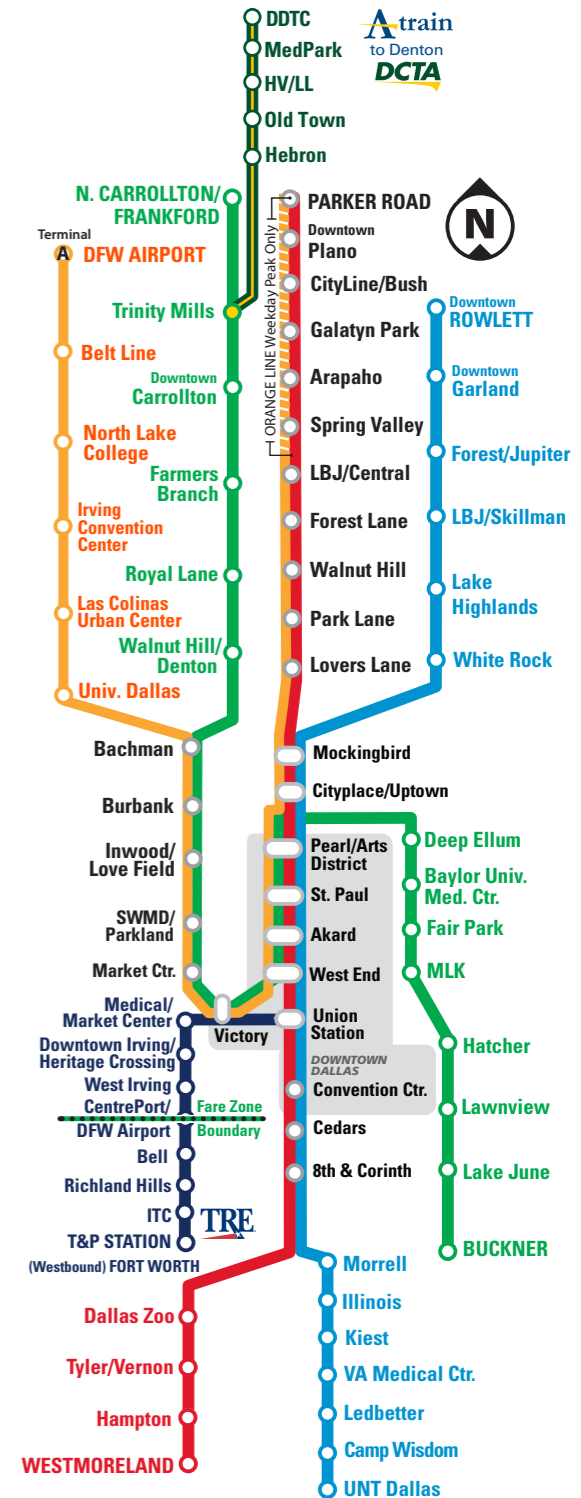 DDTC
MedPark
HV/LL
Old Town
Hebron
A-train
to Denton
DCTA
N
N. CARROLLTON/
FRANKFORD
Trinity Mills
Downtown
Carrollton
Farmers
Branch
Royal Lane
Walnut Hill/
Denton
Terminal
A
DFW AIRPORT
Belt Line
North Lake
College
Irving
Convention
Center
Las Colinas
Urban Center
Univ. Dallas
ORANGE LINE Weekday Peak Only
PARKER ROAD
Downtown
Plano
CityLine/Bush
Galatyn Park
Arapaho
Spring Valley
LBJ/Central
Forest Lane
Walnut Hill
Park Lane
Lovers Lane
Mockingbird
Cityplace/Uptown
Downtown
ROWLETT
Downtown
Garland
Forest/Jupiter
LBJ/Skillman
Lake
Highlands
White Rock
Bachman
Burbank
Inwood/
Love Field
SWMD/
Parkland
Market Ctr.
Victory
Pearl/Arts
District
St. Paul
Akard
West End
Union
Station
DOWNTOWN
DALLAS
Convention Ctr.
Cedars
8th & Corinth
Deep Ellum
Baylor Univ.
Med. Ctr.
Fair Park
MLK
Hatcher
Lawnview
Lake June
BUCKNER
Medical/
Market Center
Downtown Irving/
Heritage Crossing
West Irving
CentrePort/
DFW Airport
Fare Zone
Boundary
Bell
Richland Hills
ITC
T&P STATION
(Westbound) FORT WORTH
TRE
Dallas Zoo
Tyler/Vernon
Hampton
WESTMORELAND
Morrell
Illinois
Kiest
VA Medical Ctr.
Ledbetter
Camp Wisdom
UNT Dallas